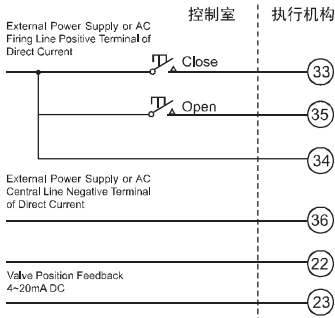 控制室
执行机构
External Power Supply or AC
Firing Line Positive Terminal of
Direct Current
Close
33
Open
35
34
External Power Supply or AC
Central Line Negative Terminal
of Direct Current
36
22
Valve Position Feedback
4~20mA DC
23